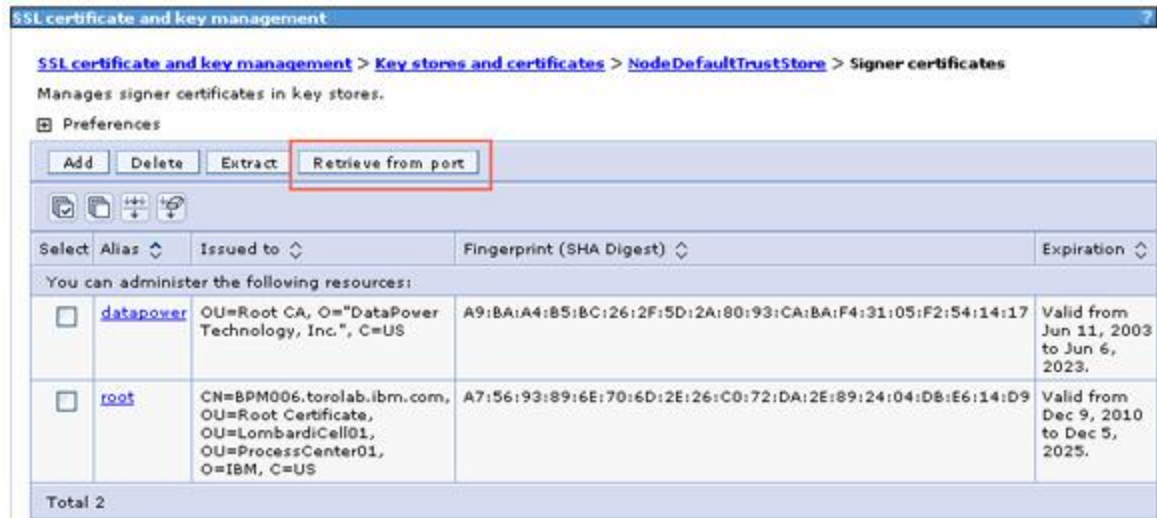 SSL certificate and key management ?
SSL certificate and key management > Key stores and certificates > NodeDefaultTrustStore > Signer certificates
Manages signer certificates in key stores.
Preferences
Add Delete Extract Retrieve from port
Select Alias Issued to Fingerprint (SHA Digest) Expiration
You can administer the following resources:
datapower OU=Root CA, O="DataPower A9:BA:A4:B5:BC:26:2F:5D:2A:80:93:CA:BA:F4:31:05:F2:54:14:17 Valid from
Technology, Inc.", C=US Jun 11, 2003
to Jun 6,
2023.
root CN=BPM006.torolab.ibm.com, A7:56:93:89:6E:70:6D:2E:26:C0:72:DA:2E:89:24:04:DB:E6:14:D9 Valid from
OU=Root Certificate, Dec 9, 2010
OU=LombardiCell01, to Dec 5,
OU=ProcessCenter01, 2025.
O=IBM, C=US
Total 2